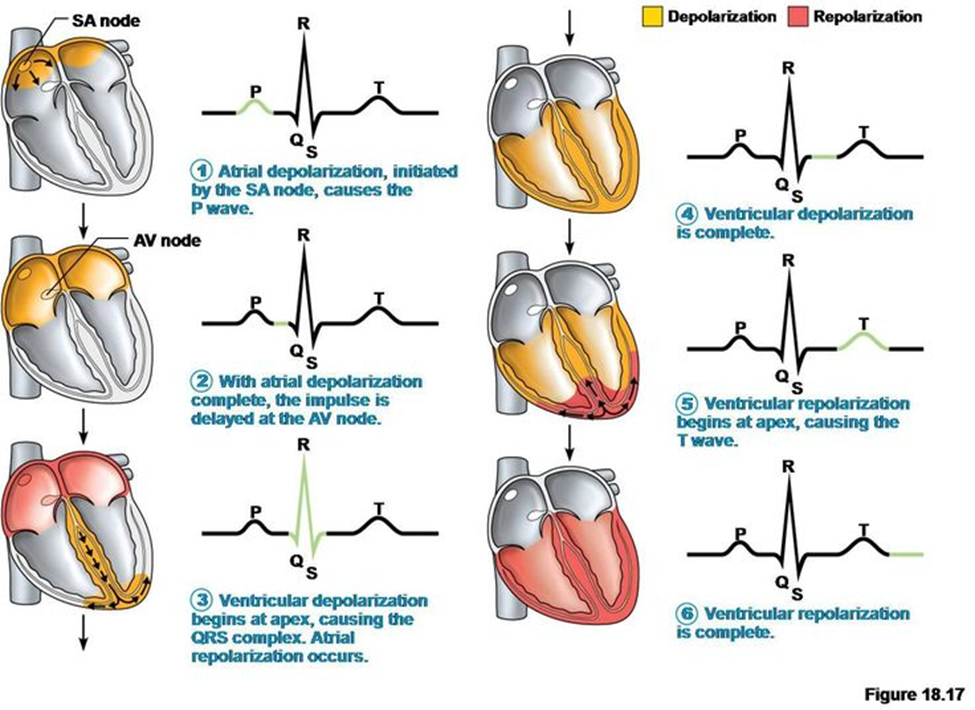 SA node
R
P
T
Q
S
① Atrial depolarization, initiated
by the SA node, causes the
P wave.
AV node
R
P
T
Q
S
② With atrial depolarization
complete, the impulse is
delayed at the AV node.
R
P
T
Q
S
③ Ventricular depolarization
begins at apex, causing the
QRS complex. Atrial
repolarization occurs.
Depolarization
Repolarization
R
P
T
Q
S
④ Ventricular depolarization
is complete.
R
P
T
Q
S
⑤ Ventricular repolarization
begins at apex, causing the
T wave.
R
P
T
Q
S
⑥ Ventricular repolarization
is complete.
Figure 18.17